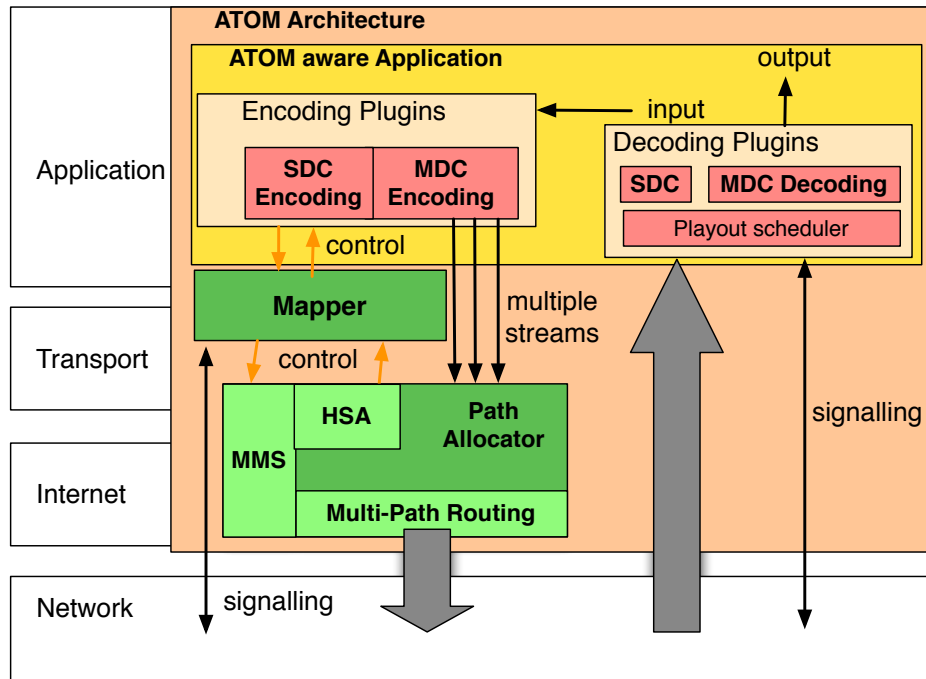 ATOM Architecture
ATOM aware Application
output
Encoding Plugins
input
Decoding Plugins
Application
SDC
Encoding
MDC
Encoding
SDC
MDC Decoding
Playout scheduler
control
Mapper
multiple
streams
Transport
control
HSA
Path
Allocator
signalling
MMS
Internet
Multi-Path Routing
Network
signalling